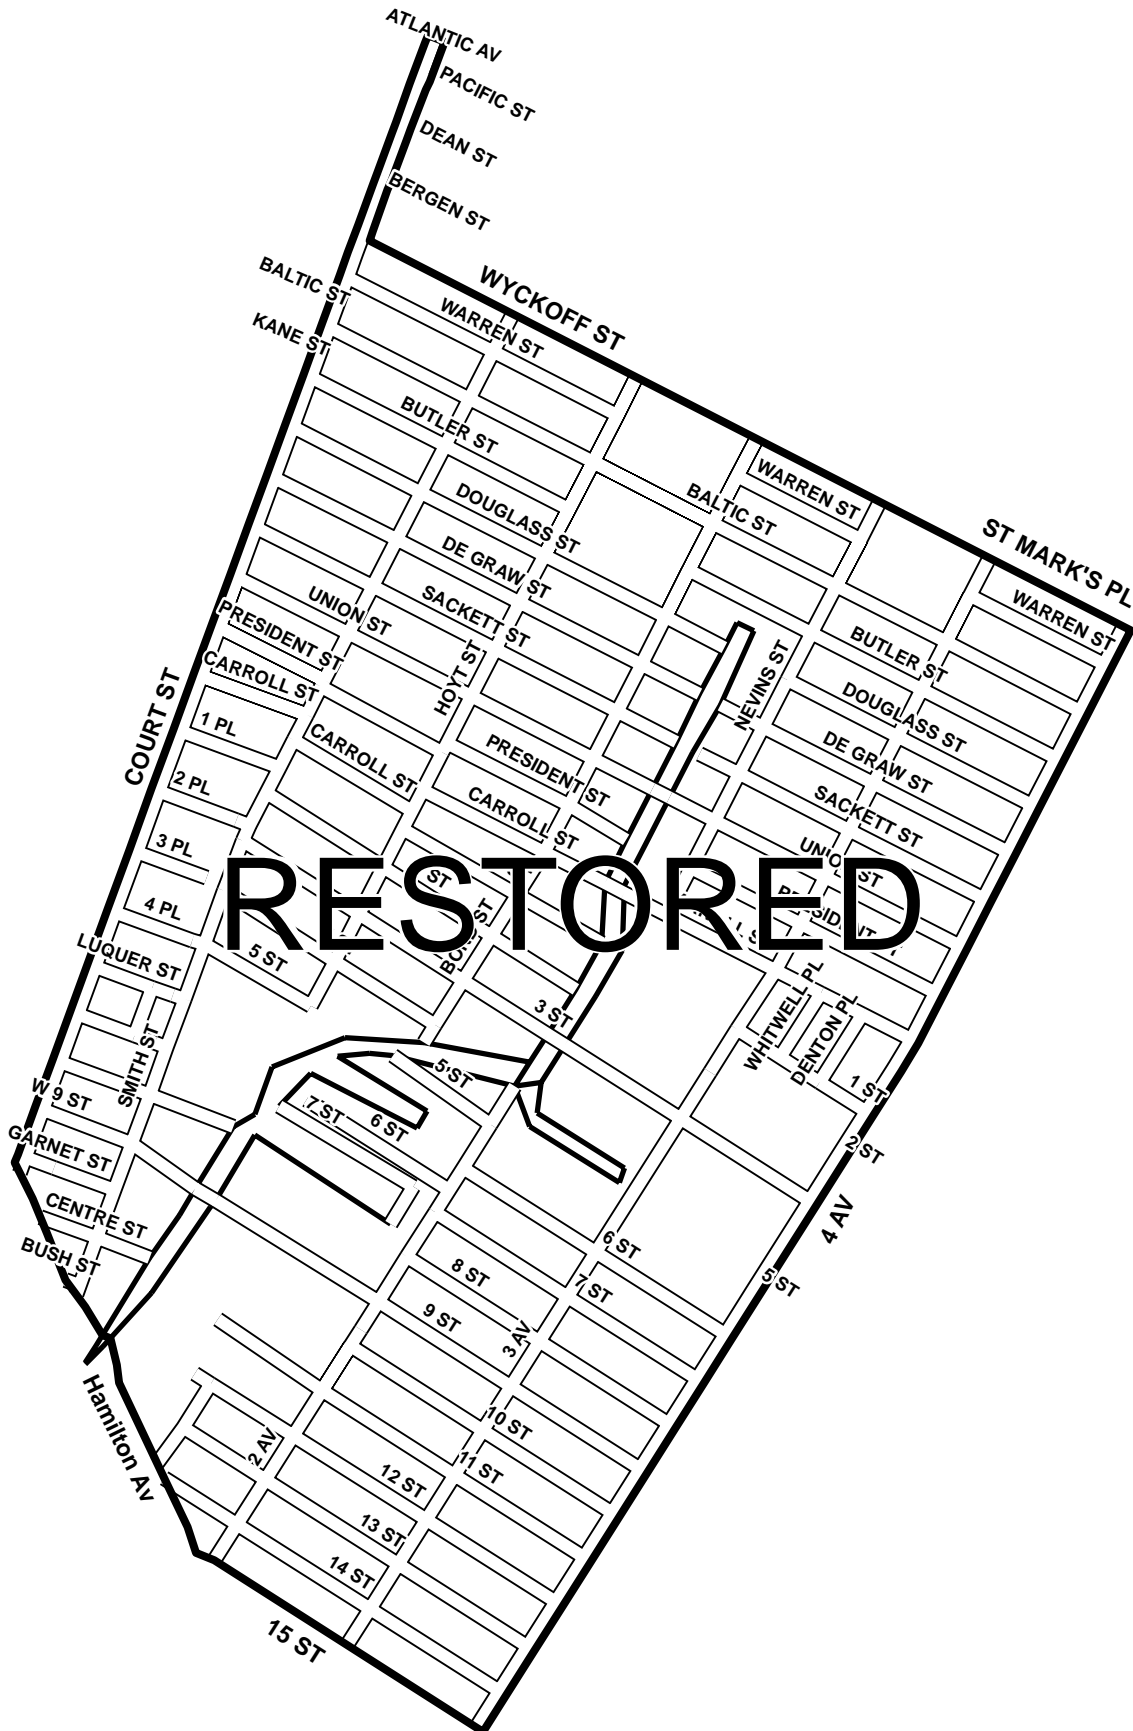 ATLANTIC AV
PACIFIC ST
DEAN ST
BERGEN ST
BALTIC ST
WYCKOFF ST
WARREN ST
KANE ST
BUTLER ST
WARREN ST
BALTIC ST
DOUGLASS ST
ST MARK'S PL
DE GRAW ST
WARREN ST
UNION ST
SACKETT ST
PRESIDENT ST
BUTLER ST
HOYT ST
NEVINS ST
CARROLL ST
DOUGLASS ST
COURT ST
1 PL
CARROLL ST
PRESIDENT ST
DE GRAW ST
2 PL
CARROLL ST
SACKETT ST
3 PL
UNION ST
ST
RESTORED
4 PL
LUQUER ST
5 ST
WHITWELL PL
DENTON PL
3 ST
SMITH ST
5 ST
1 ST
W 9 ST
7 ST
6 ST
2 ST
GARNET ST
CENTRE ST
4 AV
BUSH ST
6 ST
8 ST
7 ST
5 ST
9 ST
3 AV
Hamilton Av
10 ST
2 AV
11 ST
12 ST
13 ST
14 ST
15 ST